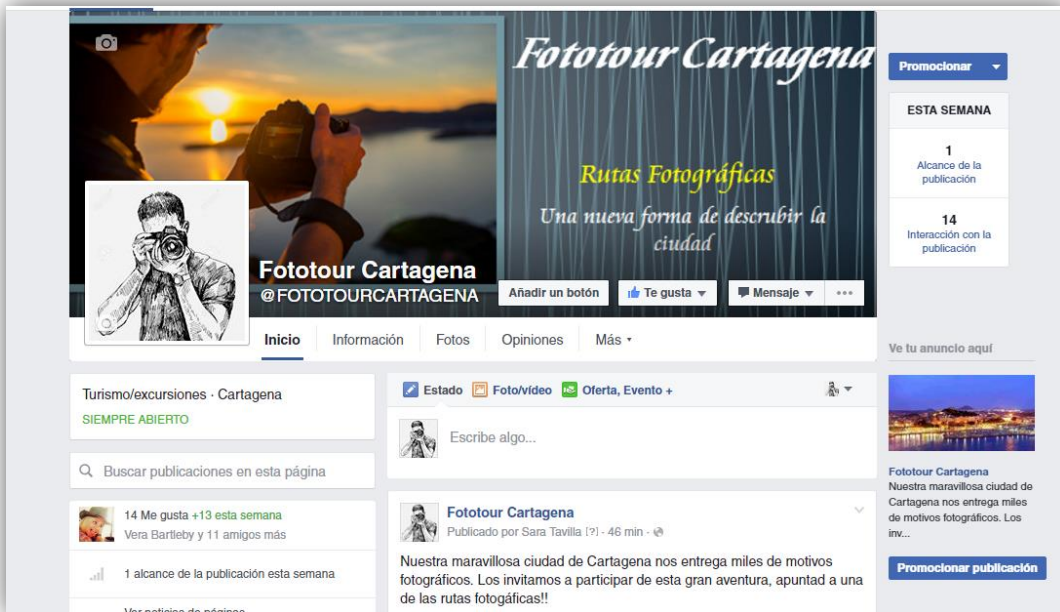 Fototour Cartagena
Rutas Fotográficas
Una nueva forma de descrubir la
ciudad
Fototour Cartagena
@FOTOTOURCARTAGENA
Añadir un botón
Te gusta
Mensaje
Inicio
Información
Fotos
Opiniones
Más
Promocionar
ESTA SEMANA
1
Alcance de la
publicación
14
Interacción con la
publicación
Turismo/excursiones · Cartagena
SIEMPRE ABIERTO
Buscar publicaciones en esta página
14 Me gusta +13 esta semana
Vera Bartleby y 11 amigos más
1 alcance de la publicación esta semana
Ver noticias de páginas
Estado
Foto/vídeo
Oferta, Evento +
Escribe algo...
Fototour Cartagena
Publicado por Sara Tavilla [?] · 46 min ·
Nuestra maravillosa ciudad de Cartagena nos entrega miles de motivos
fotográficos. Los invitamos a participar de esta gran aventura, apuntad a una
de las rutas fotogáficas!!
Ve tu anuncio aquí
Fototour Cartagena
Nuestra maravillosa ciudad de
Cartagena nos entrega miles
de motivos fotográficos. Los
inv...
Promocionar publicación